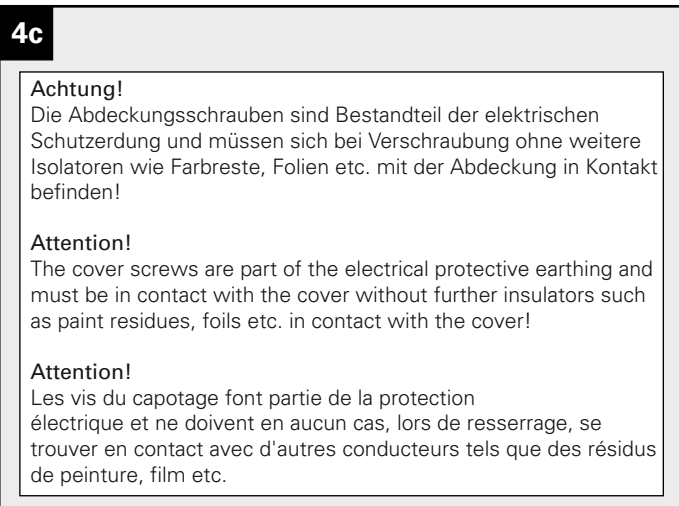 4c
Achtung!
Die Abdeckungsschrauben sind Bestandteil der elektrischen
Schutzerdung und müssen sich bei Verschraubung ohne weitere
Isolatoren wie Farbreste, Folien etc. mit der Abdeckung in Kontakt
befinden!
Attention!
The cover screws are part of the electrical protective earthing and
must be in contact with the cover without further insulators such
as paint residues, foils etc. in contact with the cover!
Attention!
Les vis du capotage font partie de la protection
électrique et ne doivent en aucun cas, lors de resserrage, se
trouver en contact avec d'autres conducteurs tels que des résidus
de peinture, film etc.